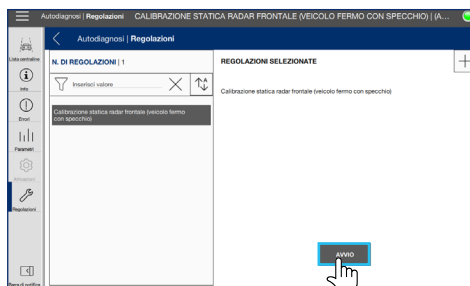 Autodiagnosi | Regolazioni CALIBRAZIONE STATICA RADAR FRONTALE (VEICOLO FERMO CON SPECCHIO) | (A...
Autodiagnosi | Regolazioni
Lista centraline
Info
Errori
Parametri
Attivazioni
Regolazioni
Barra di notifica
N. DI REGOLAZIONI | 1
Inserisci valore
Calibrazione statica radar frontale (veicolo fermo
con specchio)
REGOLAZIONI SELEZIONATE
Calibrazione statica radar frontale (veicolo fermo con specchio)
AVVIO